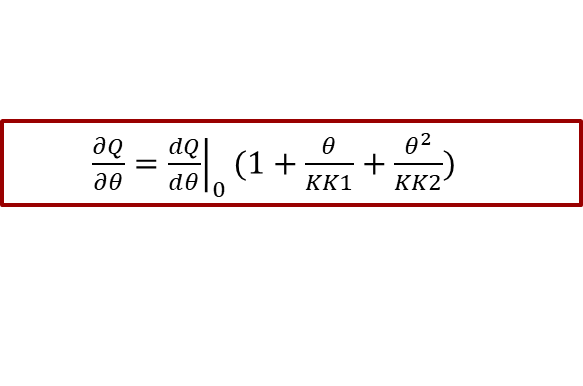 ∂Q/∂θ = dQ/dθ|₀ (1 + θ/KK1 + θ²/KK2)